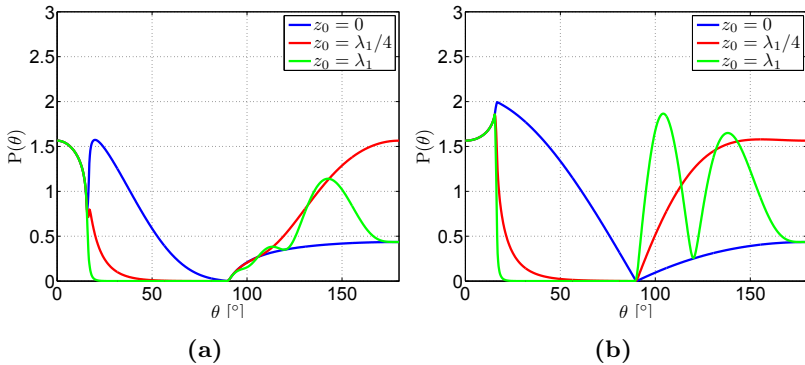 P(θ)
3
2.5
2
1.5
1
0.5
0
0 50 100 150
θ [°]
z₀ = 0
z₀ = λ₁/4
z₀ = λ₁
(a)
P(θ)
3
2.5
2
1.5
1
0.5
0
0 50 100 150
θ [°]
z₀ = 0
z₀ = λ₁/4
z₀ = λ₁
(b)